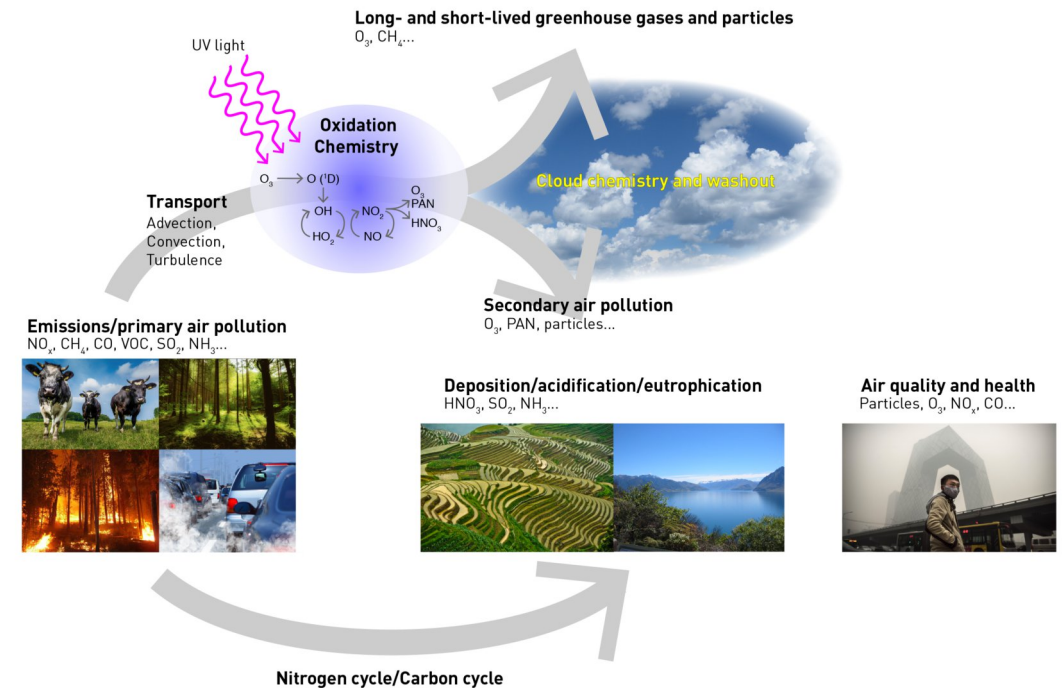 Long- and short-lived greenhouse gases and particles
O₃, CH₄...
UV light
Oxidation
Chemistry
O₃
O (¹D)
O₃
PAN
OH
NO₂
HNO₃
HO₂
NO
Cloud chemistry and washout
Transport
Advection,
Convection,
Turbulence
Secondary air pollution
O₃, PAN, particles...
Emissions/primary air pollution
NOₓ, CH₄, CO, VOC, SO₂, NH₃...
Deposition/acidification/eutrophication
HNO₃, SO₂, NH₃...
Air quality and health
Particles, O₃, NOₓ, CO...
Nitrogen cycle/Carbon cycle